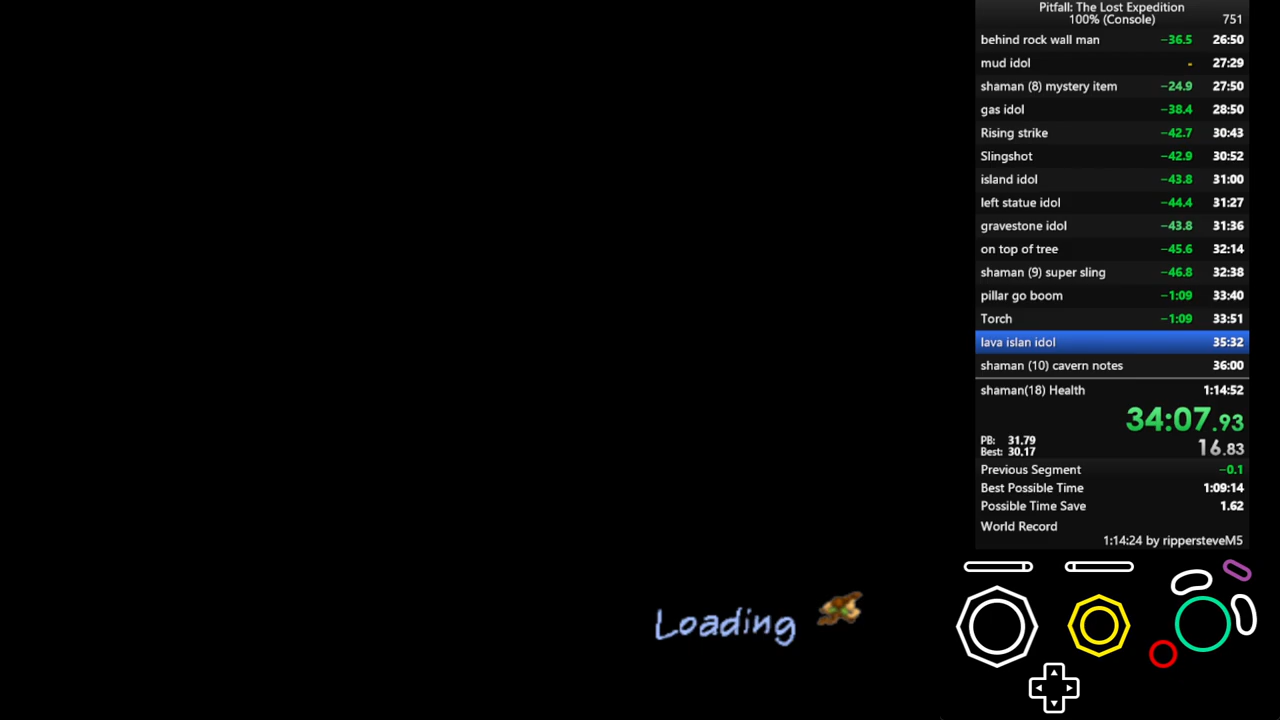 Pitfall: The Lost Expedition
100% (Console) 751
behind rock wall man -36.5 26:50
mud idol - 27:29
shaman (8) mystery item -24.9 27:50
gas idol -38.4 28:50
Rising strike -42.7 30:43
Slingshot -42.9 30:52
island idol -43.8 31:00
left statue idol -44.4 31:27
gravestone idol -43.8 31:36
on top of tree -45.6 32:14
shaman (9) super sling -46.8 32:38
pillar go boom -1:09 33:40
Torch -1:09 33:51
lava islan idol 35:32
shaman (10) cavern notes 36:00
shaman(18) Health 1:14:52
34:07.93
PB: 31.79
Best: 30.17 16.83
Previous Segment -0.1
Best Possible Time 1:09:14
Possible Time Save 1.62
World Record
1:14:24 by rippersteveM5
Loading